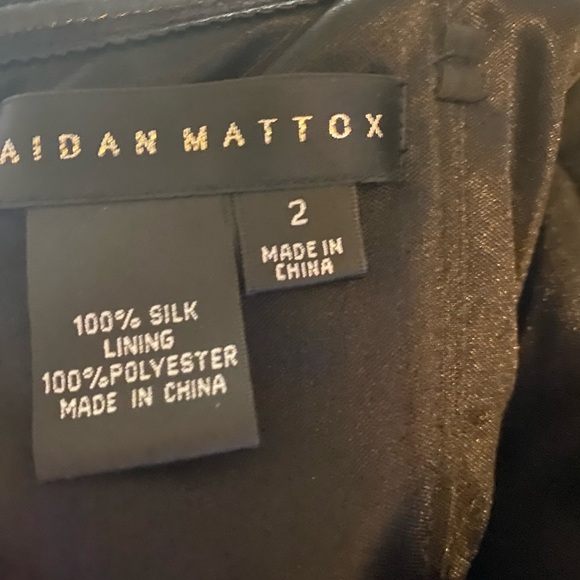 AIDAN MATTOX
2
MADE IN
CHINA
100% SILK
LINING
100%POLYESTER
MADE IN CHINA